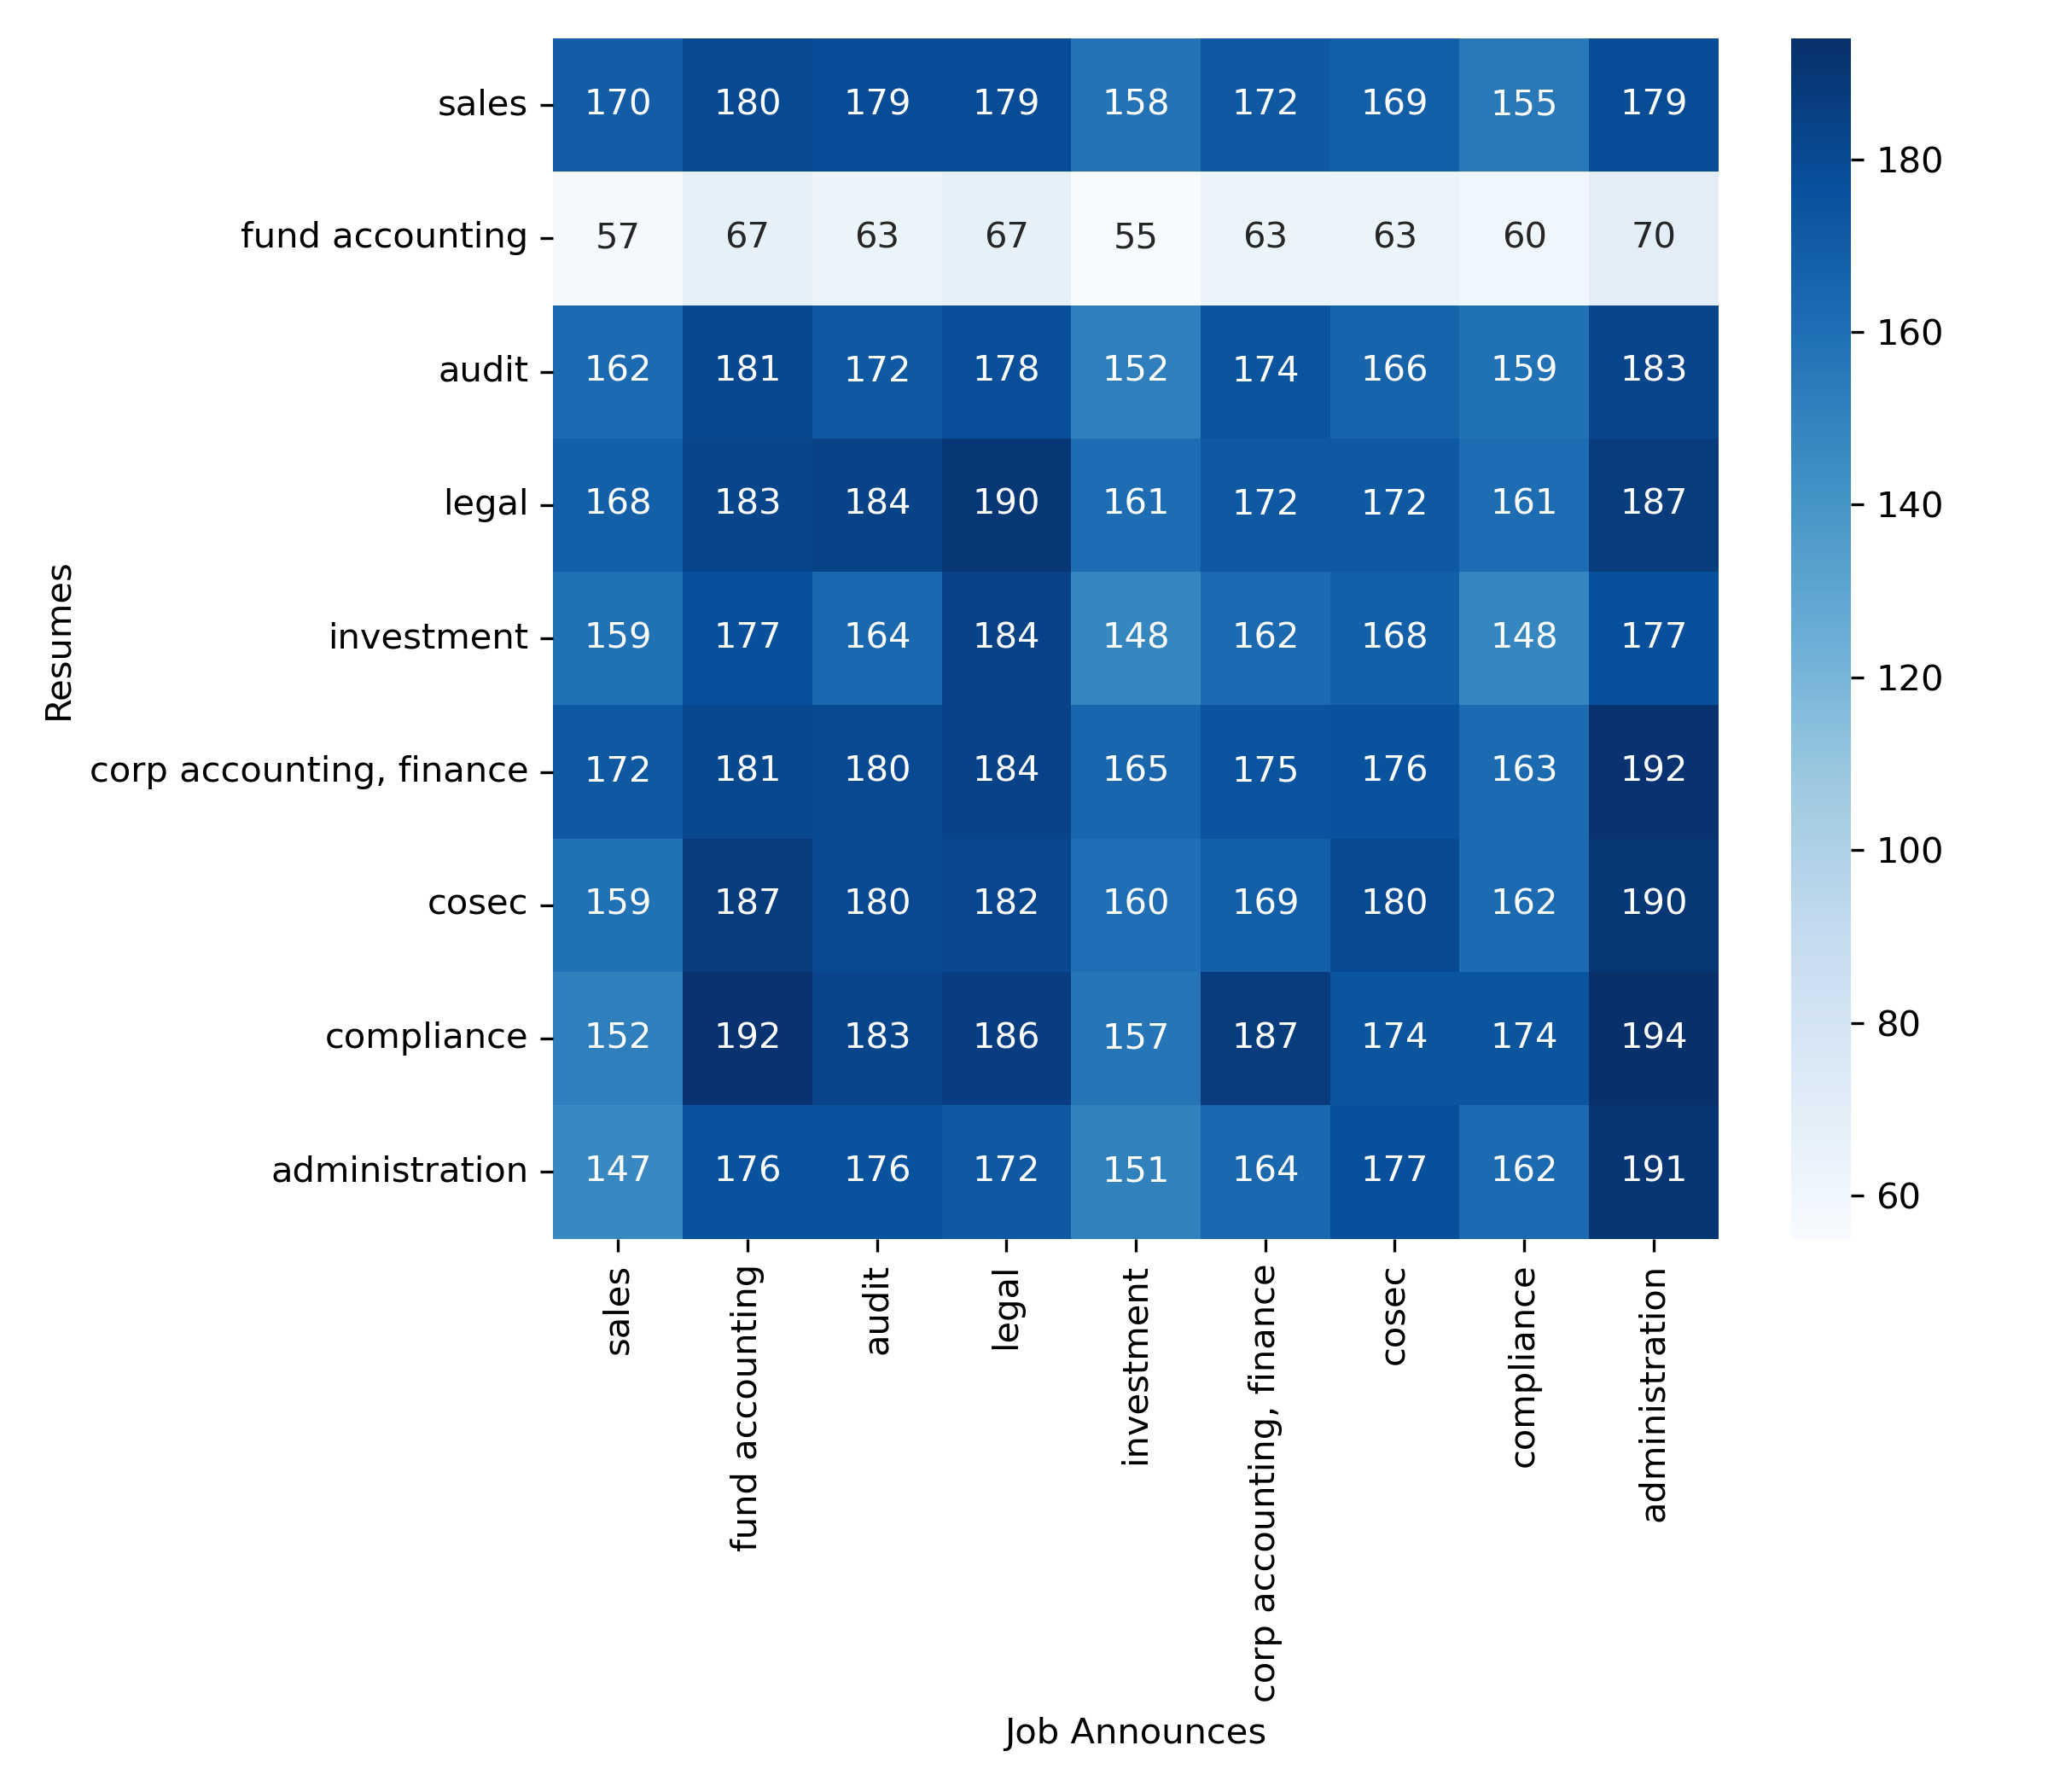 sales 170 180 179 179 158 172 169 155 179
180
fund accounting 57 67 63 67 55 63 63 60 70
160
audit 162 181 172 178 152 174 166 159 183
legal 168 183 184 190 161 172 172 161 187
140
Resumes
investment 159 177 164 184 148 162 168 148 177
120
corp accounting, finance 172 181 180 184 165 175 176 163 192
100
cosec 159 187 180 182 160 169 180 162 190
80
compliance 152 192 183 186 157 187 174 174 194
administration 147 176 176 172 151 164 177 162 191
60
sales
fund accounting
audit
legal
investment
corp accounting, finance
cosec
compliance
administration
Job Announces